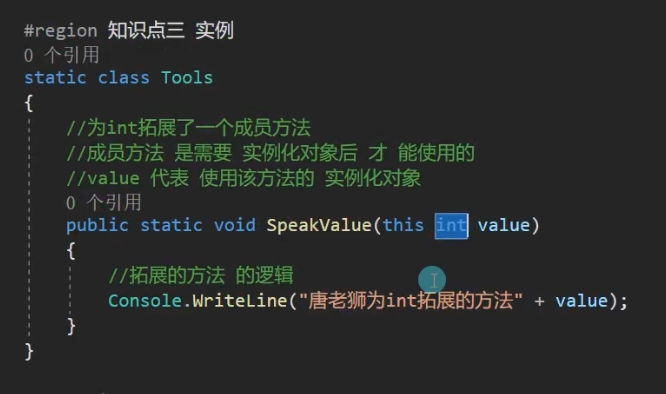 #region 知识点三 实例
0 个引用
static class Tools
{
//为int拓展了一个成员方法
//成员方法 是需要 实例化对象后 才 能使用的
//value 代表 使用该方法的 实例化对象
0 个引用
public static void SpeakValue(this int value)
{
//拓展的方法 的逻辑
Console.WriteLine("唐老狮为int拓展的方法" + value);
}
}